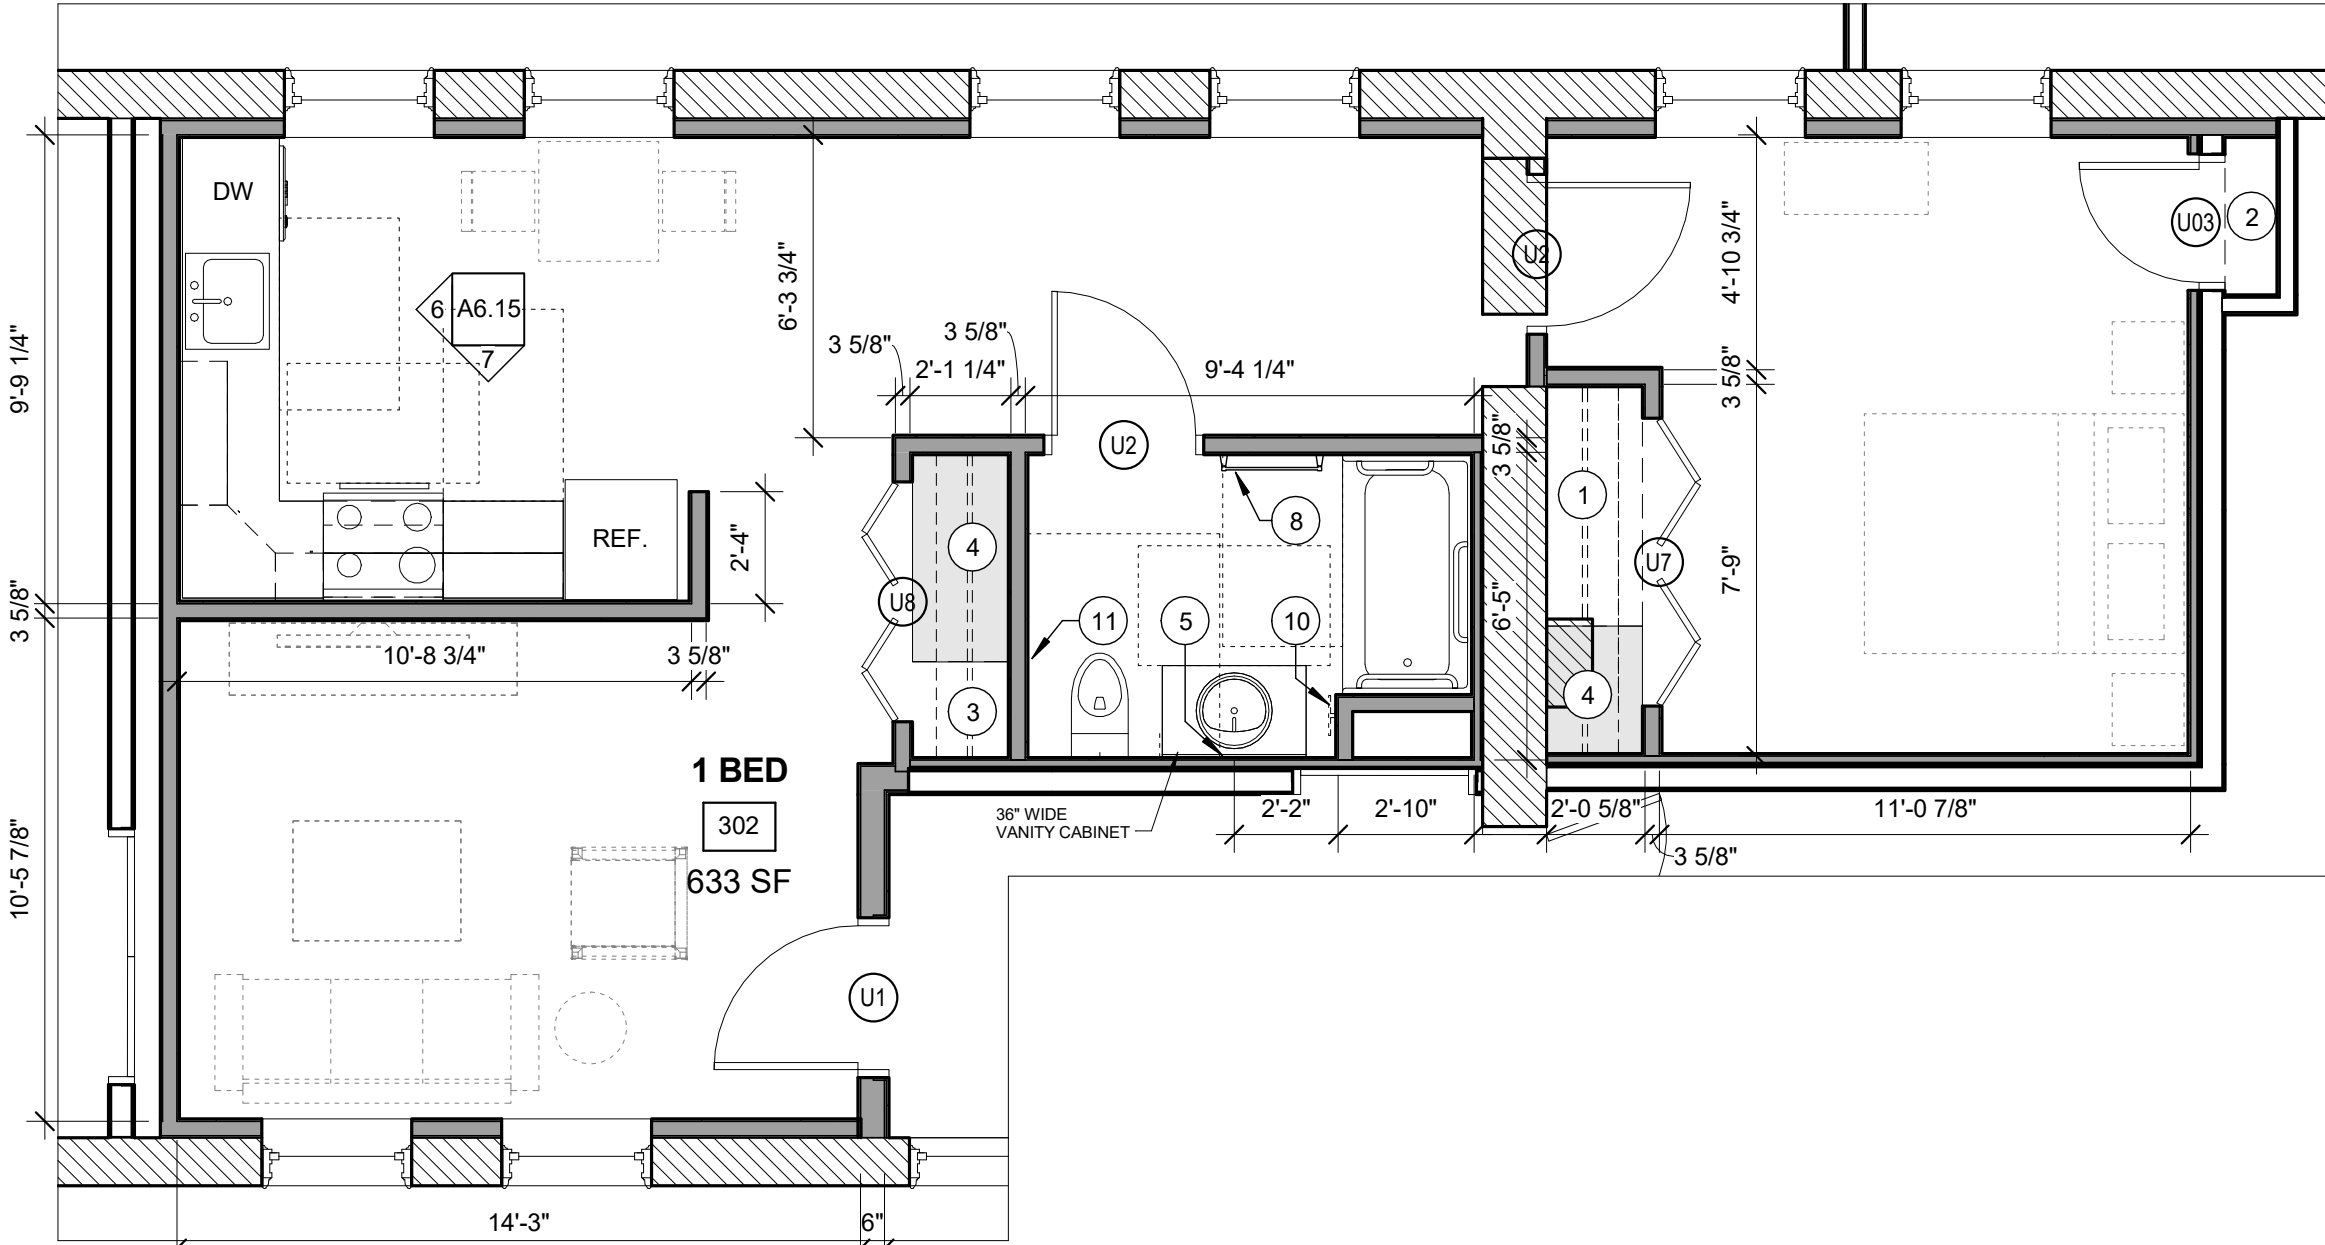 DW
U03
2
4'-10 3/4"
U2
6 A6.15
7
6'-3 3/4"
3 5/8"
3 5/8"
2'-1 1/4"
9'-4 1/4"
9'-9 1/4"
3 5/8"
U2
3 5/8"
1
8
4
REF.
2'-4"
U7
7'-9"
U8
6'-5"
3 5/8"
11
5
10
10'-8 3/4"
3 5/8"
4
3
1 BED
302
633 SF
36" WIDE
VANITY CABINET
2'-2"
2'-10"
2'-0 5/8"
11'-0 7/8"
3 5/8"
10'-5 7/8"
U1
14'-3"
6"